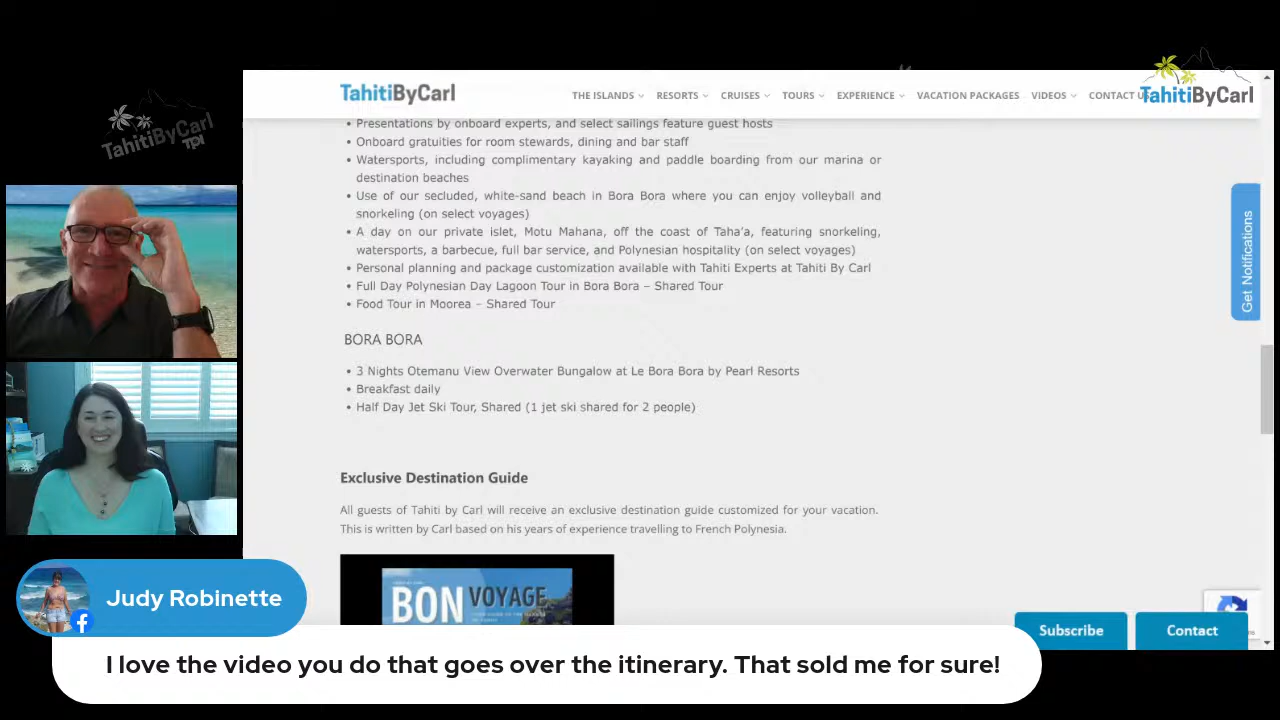 TahitiByCarl
TPI
TahitiByCarl
THE ISLANDS RESORTS CRUISES TOURS EXPERIENCE VACATION PACKAGES VIDEOS CONTACT
TahitiByCarl
• Presentations by onboard experts, and select sailings feature guest hosts
• Onboard gratuities for room stewards, dining and bar staff
• Watersports, including complimentary kayaking and paddle boarding from our marina or
destination beaches
• Use of our secluded, white-sand beach in Bora Bora where you can enjoy volleyball and
snorkeling (on select voyages)
• A day on our private islet, Motu Mahana, off the coast of Taha’a, featuring snorkeling,
watersports, a barbecue, full bar service, and Polynesian hospitality (on select voyages)
• Personal planning and package customization available with Tahiti Experts at Tahiti By Carl
• Full Day Polynesian Day Lagoon Tour in Bora Bora – Shared Tour
• Food Tour in Moorea – Shared Tour
BORA BORA
• 3 Nights Otemanu View Overwater Bungalow at Le Bora Bora by Pearl Resorts
• Breakfast daily
• Half Day Jet Ski Tour, Shared (1 jet ski shared for 2 people)
Exclusive Destination Guide
All guests of Tahiti by Carl will receive an exclusive destination guide customized for your vacation.
This is written by Carl based on his years of experience travelling to French Polynesia.
BON VOYAGE
Get Notifications
Subscribe
Contact
Judy Robinette
I love the video you do that goes over the itinerary. That sold me for sure!